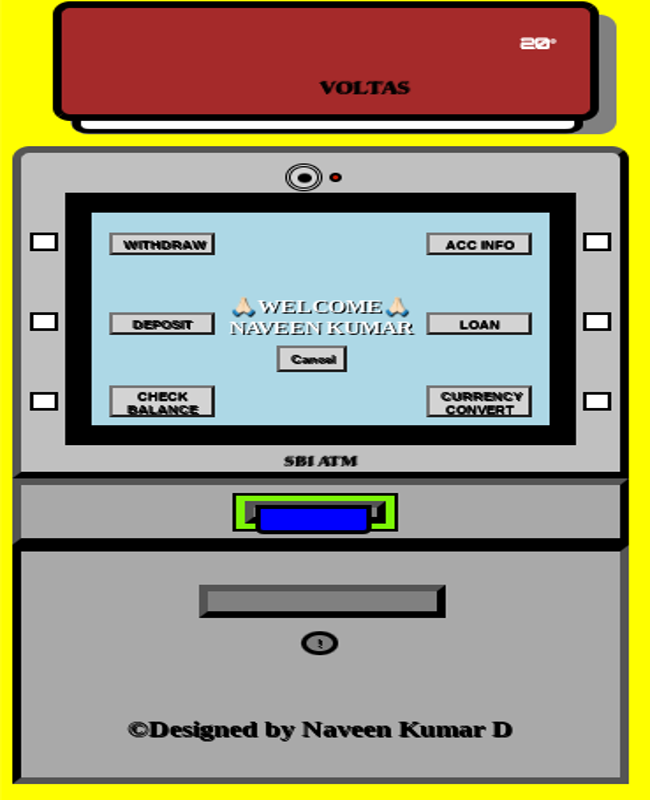 20°
VOLTAS
WITHDRAW
ACC INFO
🙏🏻WELCOME🙏🏻
NAVEEN KUMAR
DEPOSIT
LOAN
Cancel
CHECK
BALANCE
CURRENCY
CONVERT
SBI ATM
©Designed by Naveen Kumar D